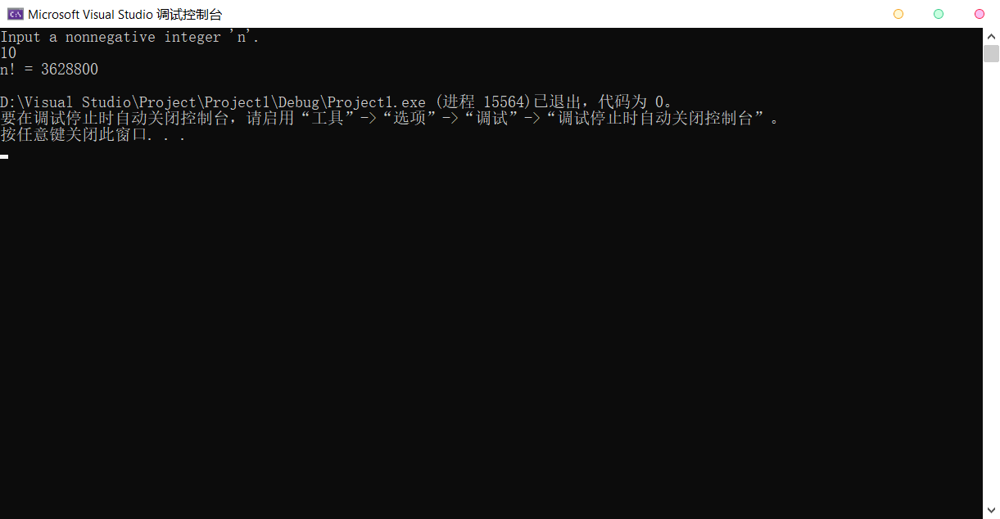 Microsoft Visual Studio 调试控制台
Input a nonnegative integer 'n'.
10
n! = 3628800
D:\Visual Studio\Project\Project1\Debug\Project1.exe (进程 15564)已退出，代码为 0。
要在调试停止时自动关闭控制台，请启用“工具”->“选项”->“调试”->“调试停止时自动关闭控制台”。
按任意键关闭此窗口. . .